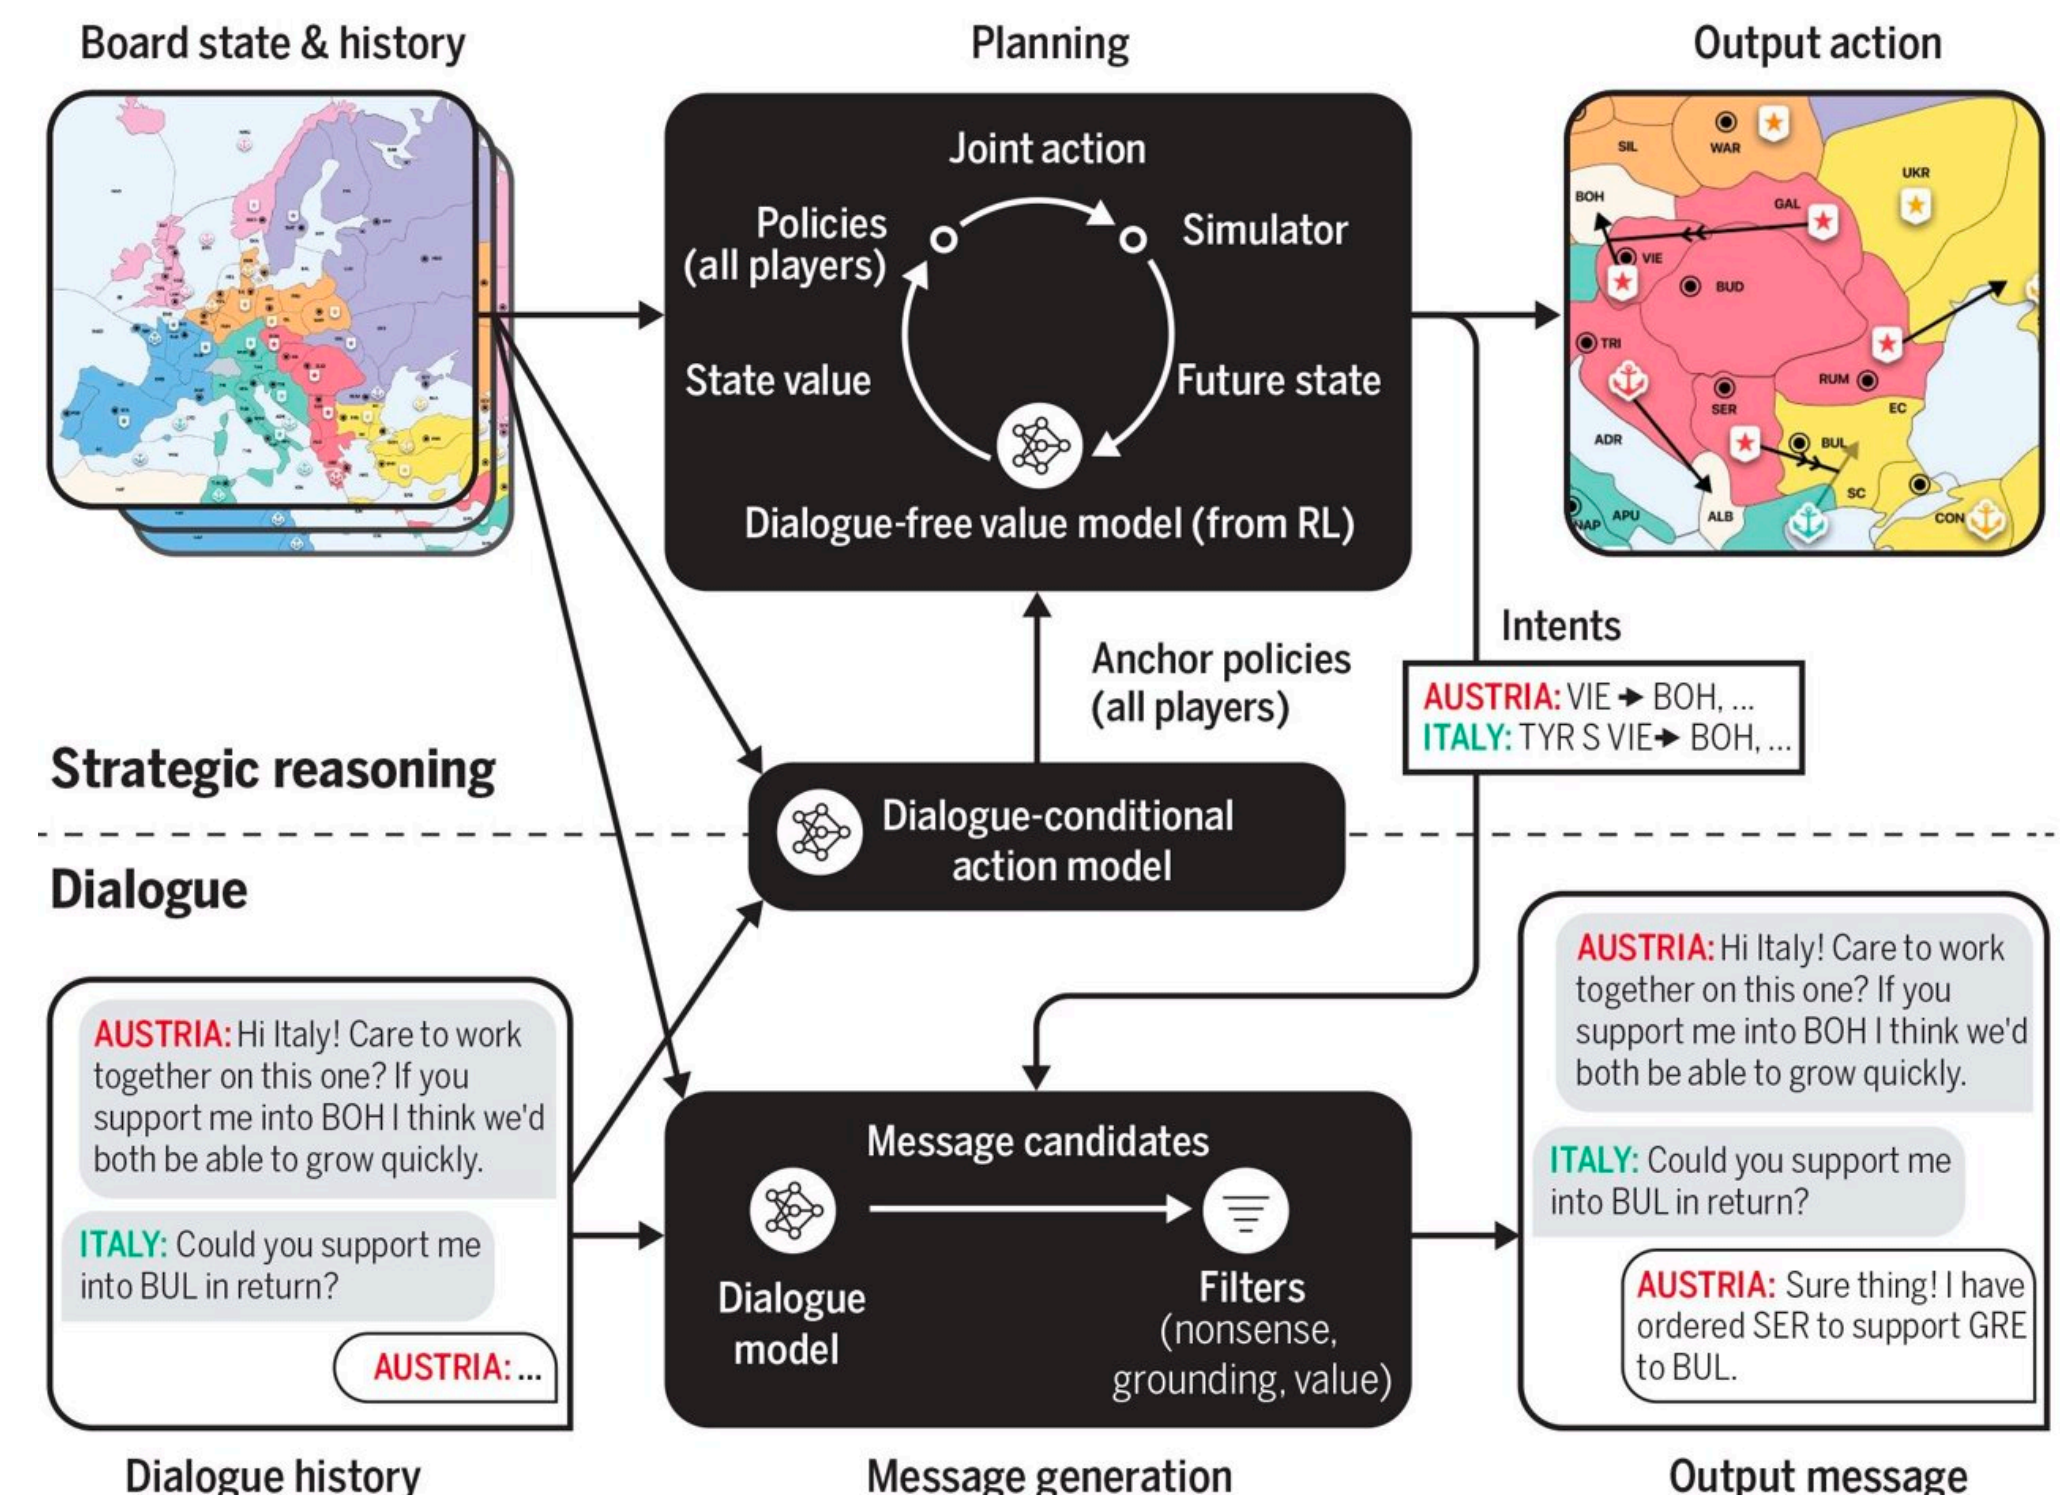 Board state & history
Planning
Output action
Joint action
Policies
(all players)
Simulator
State value
Future state
Dialogue-free value model (from RL)
SIL
WAR
BOH
UKR
GAL
VIE
BUD
TRI
RUM
SER
EC
ADR
BUL
SC
NAP
APU
ALB
CON
Intents
AUSTRIA: VIE → BOH, ...
ITALY: TYR S VIE→ BOH, ...
Anchor policies
(all players)
Strategic reasoning
Dialogue-conditional
action model
Dialogue
AUSTRIA: Hi Italy! Care to work
together on this one? If you
support me into BOH I think we'd
both be able to grow quickly.
ITALY: Could you support me
into BUL in return?
AUSTRIA: ...
Dialogue history
Message candidates
Dialogue
model
Filters
(nonsense,
grounding, value)
Message generation
AUSTRIA: Hi Italy! Care to work
together on this one? If you
support me into BOH I think we'd
both be able to grow quickly.
ITALY: Could you support me
into BUL in return?
AUSTRIA: Sure thing! I have
ordered SER to support GRE
to BUL.
Output message